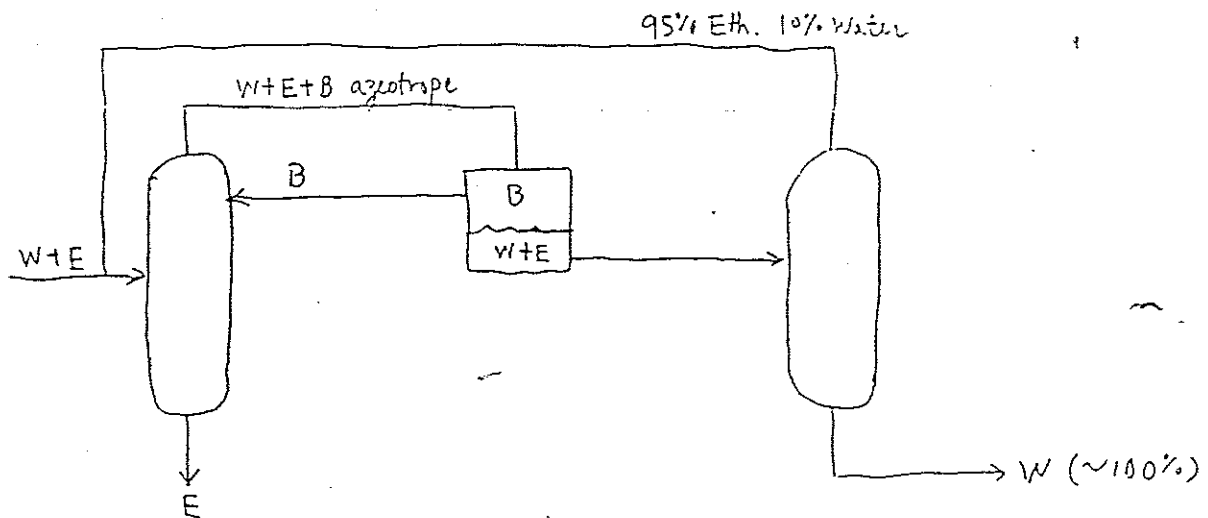 95% Eth. 10% Water
W+E+B azeotrope
B
B
W+E
W+E
W (~100%)
E